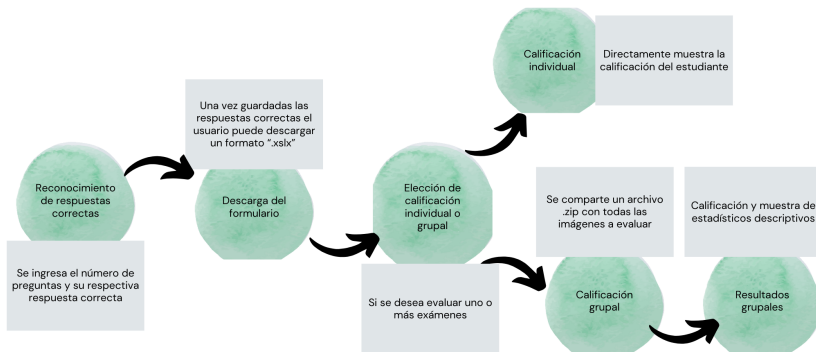 Reconocimiento
de respuestas
correctas
Se ingresa el número de
preguntas y su respectiva
respuesta correcta
Una vez guardadas las
respuestas correctas el
usuario puede descargar
un formato “.xslx”
Descarga del
formulario
Elección de
calificación
individual o
grupal
Si se desea evaluar uno o
más exámenes
Calificación
individual
Directamente muestra la
calificación del estudiante
Se comparte un archivo
.zip con todas las
imágenes a evaluar
Calificación
grupal
Calificación y muestra de
estadísticos descriptivos
Resultados
grupales